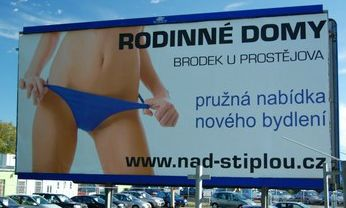 RODINNÉ DOMY
BRODEK U PROSTĚJOVA
pružná nabídka
nového bydlení
www.nad-stiplou.cz